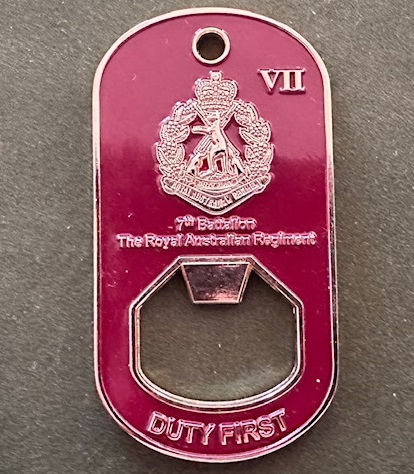 VII
7th Battalion
The Royal Australian Regiment
DUTY FIRST